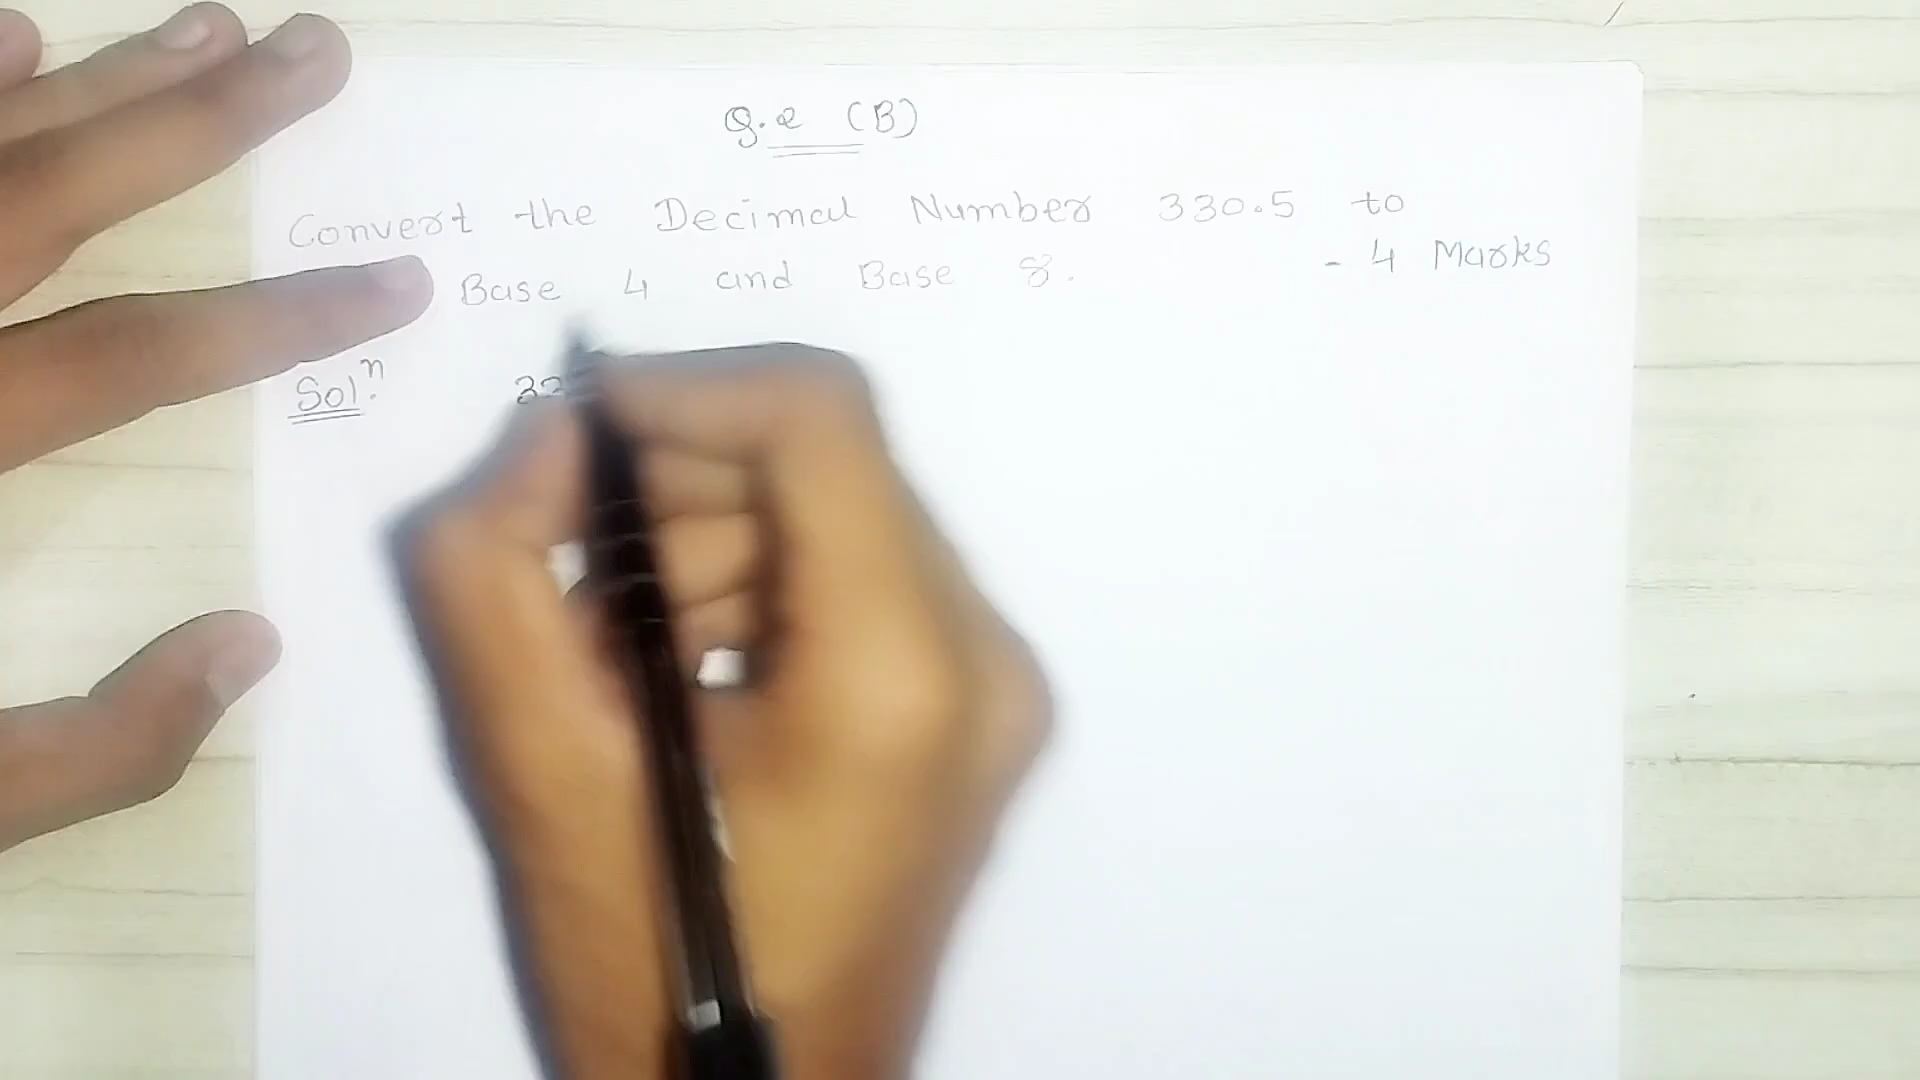 Q.2 (B)
Convert the Decimal Number 330.5 to
Base 4 and Base 8. - 4 Marks
Solⁿ.